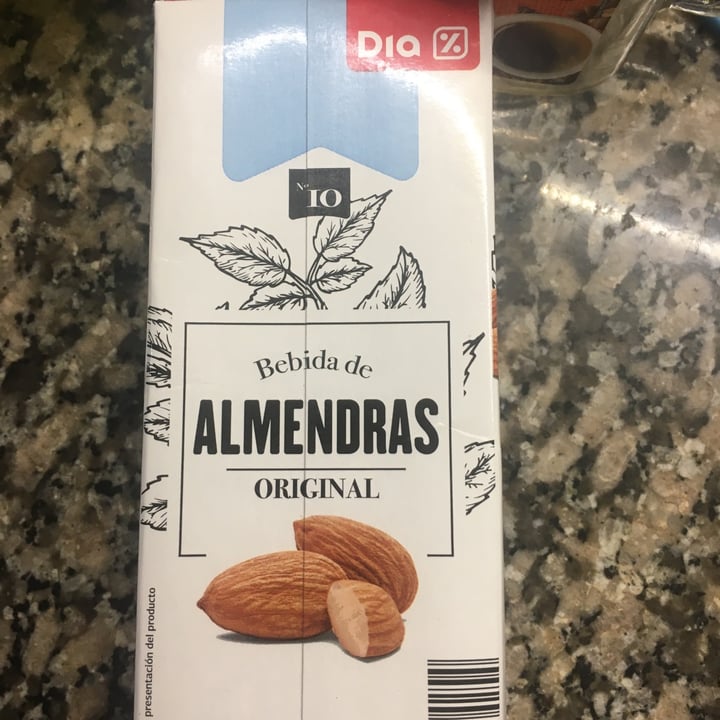 DIa %
No 10
Bebida de
ALMENDRAS
ORIGINAL
presentación del producto